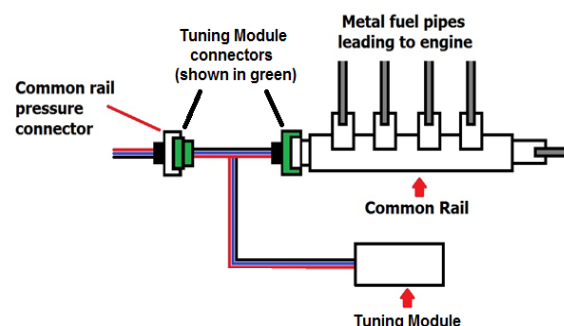 Tuning Module
connectors
(shown in green)
Metal fuel pipes
leading to engine
Common rail
pressure
connector
Common Rail
Tuning Module